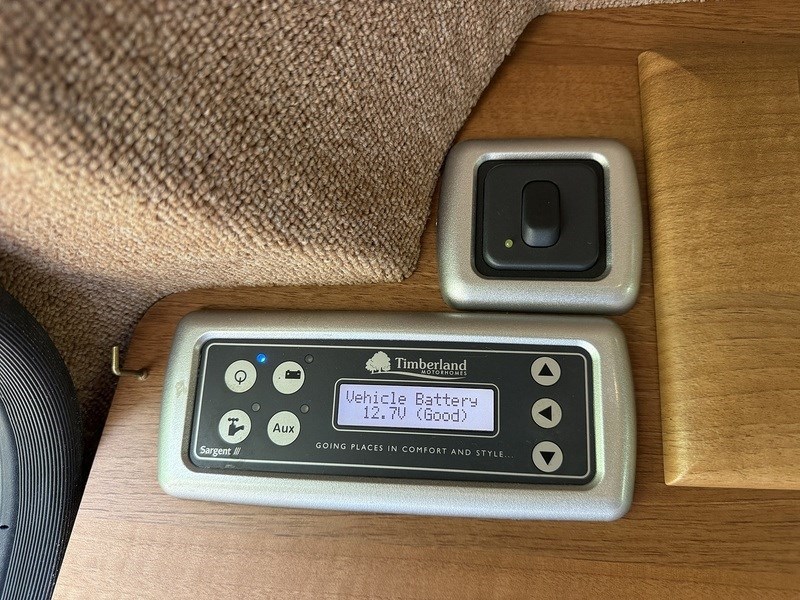 Timberland
MOTORHOMES
Vehicle Battery
12.7V (Good)
Aux
Sargent
GOING PLACES IN COMFORT AND STYLE...